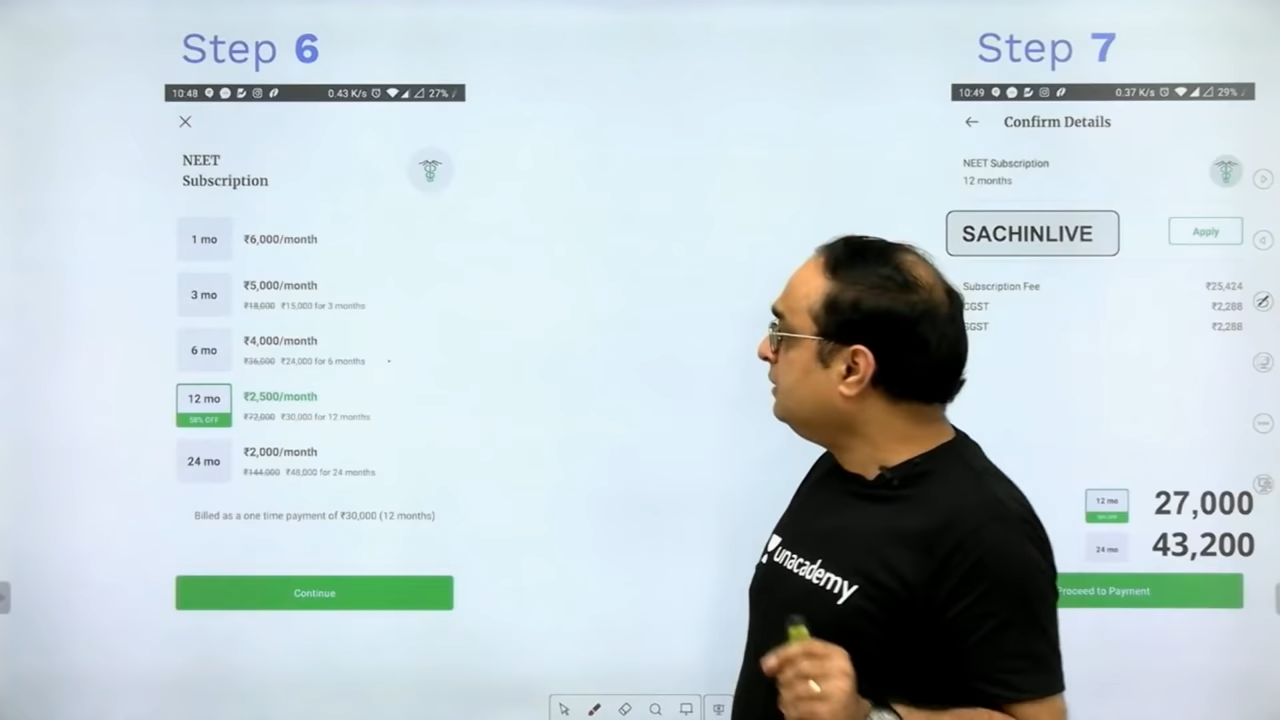 Step 6
10:48
0.43 K/s
27%
NEET
Subscription
1 mo
₹6,000/month
3 mo
₹5,000/month
₹18,000 ₹15,000 for 3 months
6 mo
₹4,000/month
₹36,000 ₹24,000 for 6 months
12 mo
58% OFF
₹2,500/month
₹72,000 ₹30,000 for 12 months
24 mo
₹2,000/month
₹144,000 ₹48,000 for 24 months
Billed as a one time payment of ₹30,000 (12 months)
Continue
Step 7
10:49
0.37 K/s
29%
Confirm Details
NEET Subscription
12 months
SACHINLIVE
Apply
Subscription Fee ₹25,424
CGST ₹2,288
SGST ₹2,288
12 mo
27,000
24 mo
43,200
Proceed to Payment
unacademy